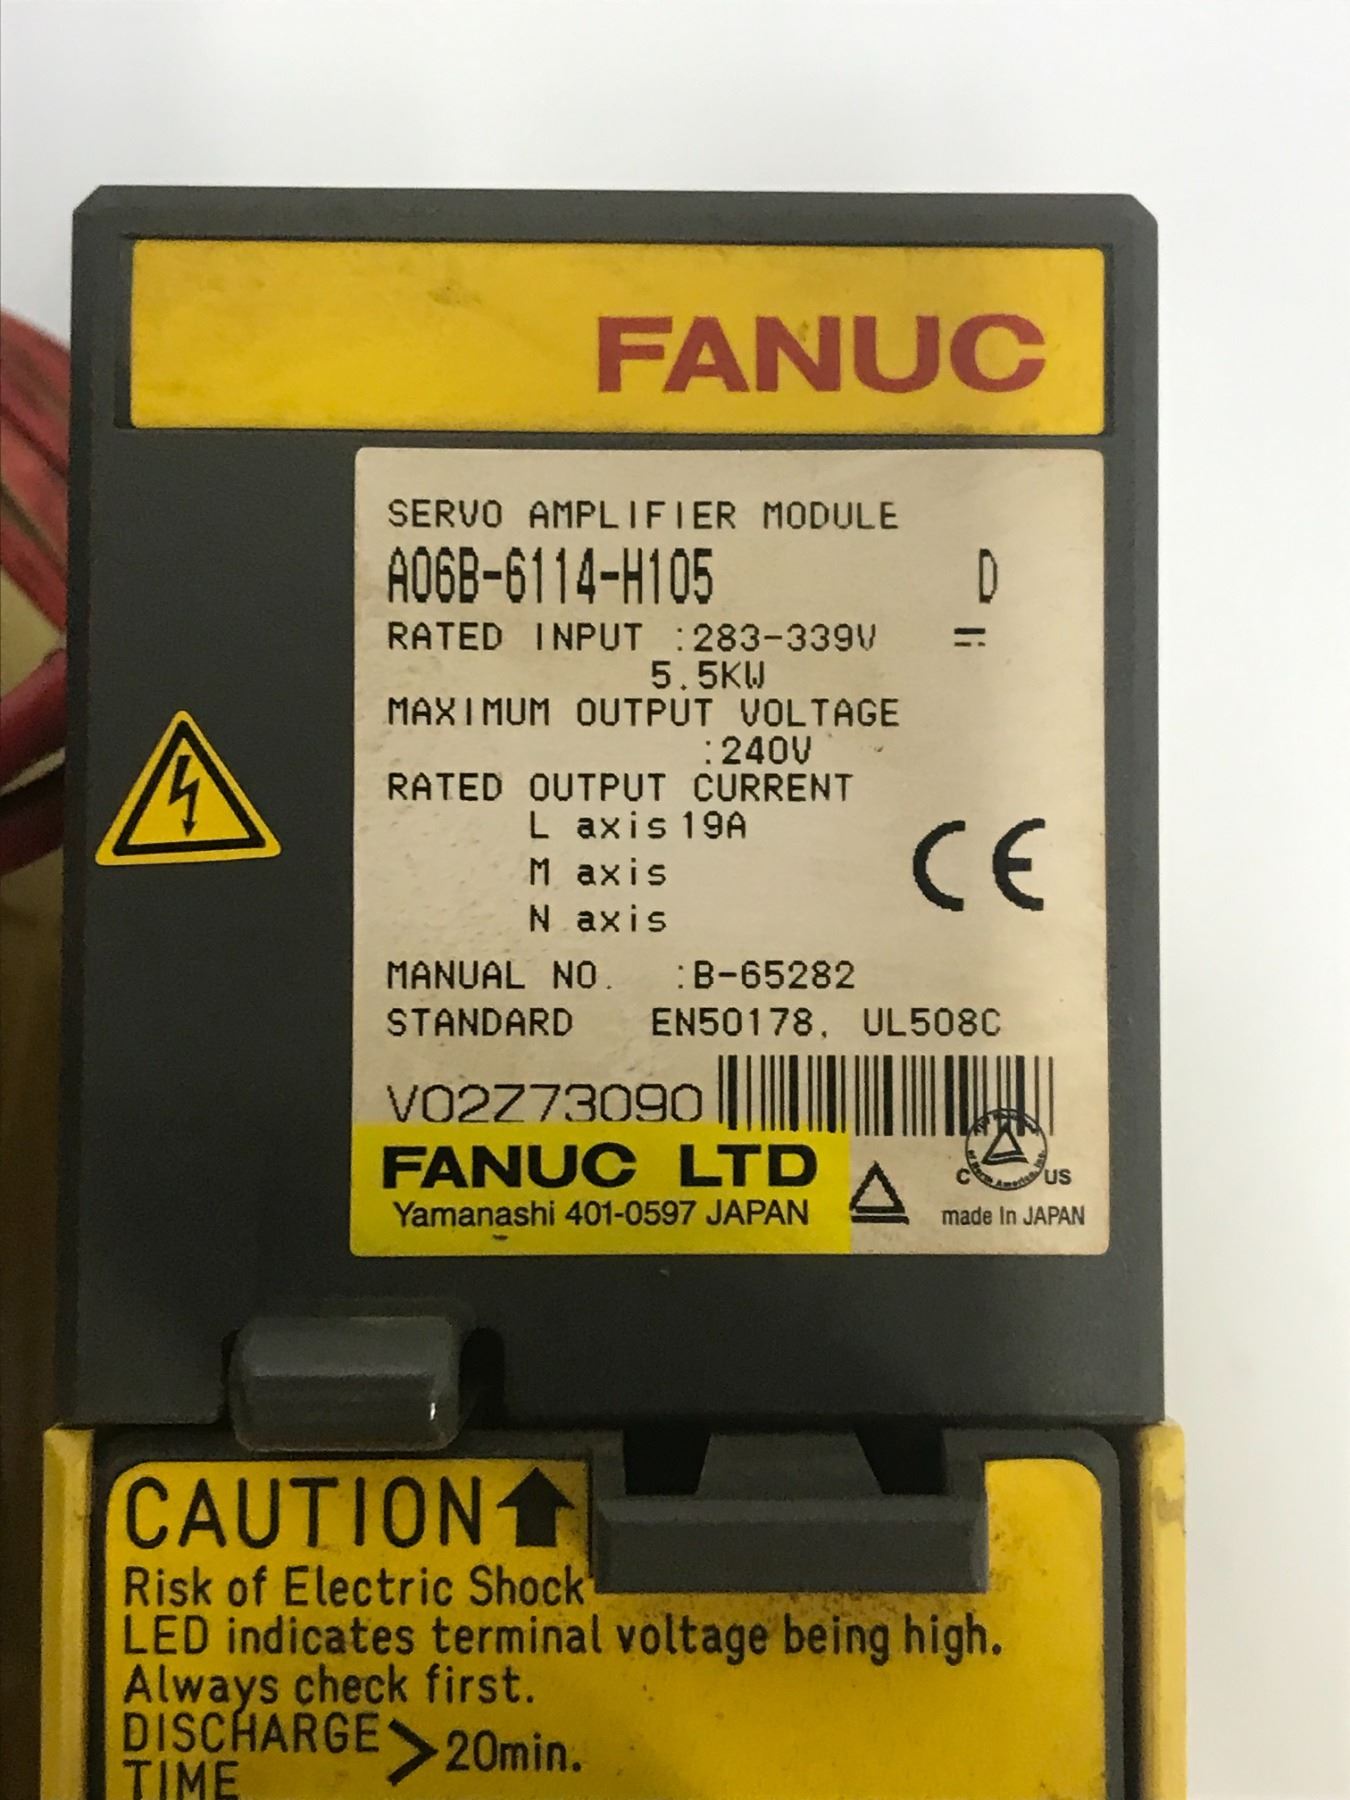 FANUC
SERVO AMPLIFIER MODULE
A06B-6114-H105 D
RATED INPUT :283-339V
5.5KW
MAXIMUM OUTPUT VOLTAGE
:240V
RATED OUTPUT CURRENT
L axis 19A
M axis
N axis
CE
MANUAL NO. :B-65282
STANDARD EN50178, UL508C
V02Z73090
FANUC LTD
Yamanashi 401-0597 JAPAN
C US
made In JAPAN
CAUTION
Risk of Electric Shock
LED indicates terminal voltage being high.
Always check first.
DISCHARGE
TIME >20min.